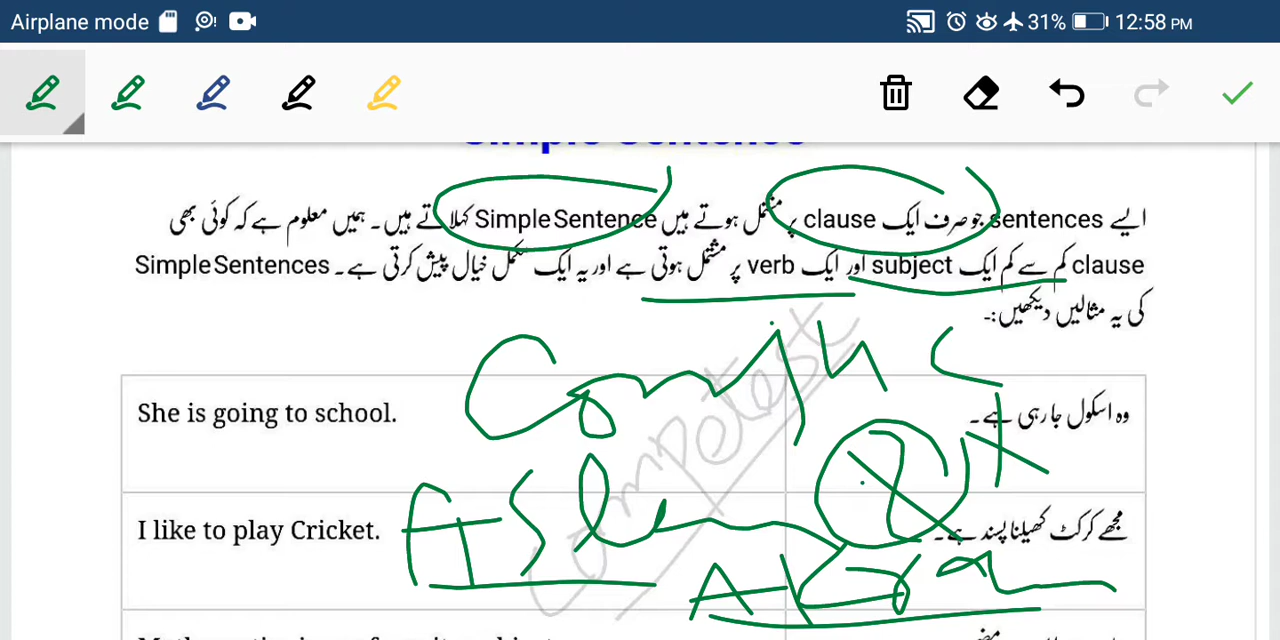 Airplane mode 31% 12:58 PM
Simple Sentence
ایسے sentences جو صرف ایک clause پر مشتمل ہوتے ہیں Simple Sentence کہلاتے ہیں۔ ہمیں معلوم ہے کہ کوئی بھی
clause کم سے کم ایک subject اور ایک verb پر مشتمل ہوتی ہے اور یہ ایک مکمل خیال پیش کرتی ہے۔ Simple Sentences
کی یہ مثالیں دیکھیں:۔
Competest
She is going to school. وہ اسکول جا رہی ہے۔
I like to play Cricket. مجھے کرکٹ کھیلنا پسند ہے۔